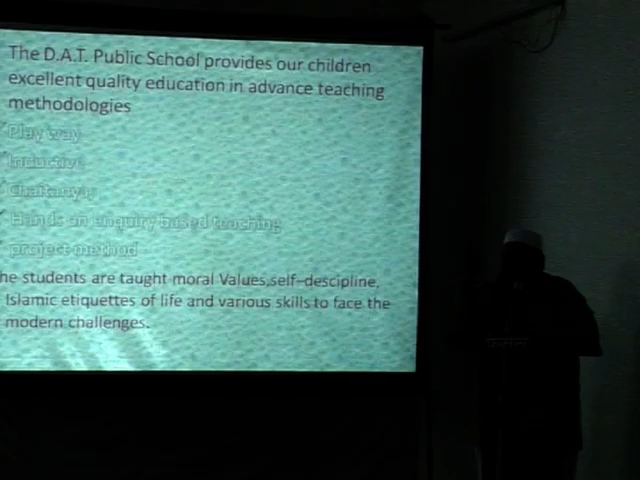 The D.A.T. Public School provides our children
excellent quality education in advance teaching
methodologies
Play way
Inductive
Chaitanya
Hands on enquiry based teaching
project method
he students are taught moral Values,self-descipline,
Islamic etiquettes of life and various skills to face the
modern challenges.